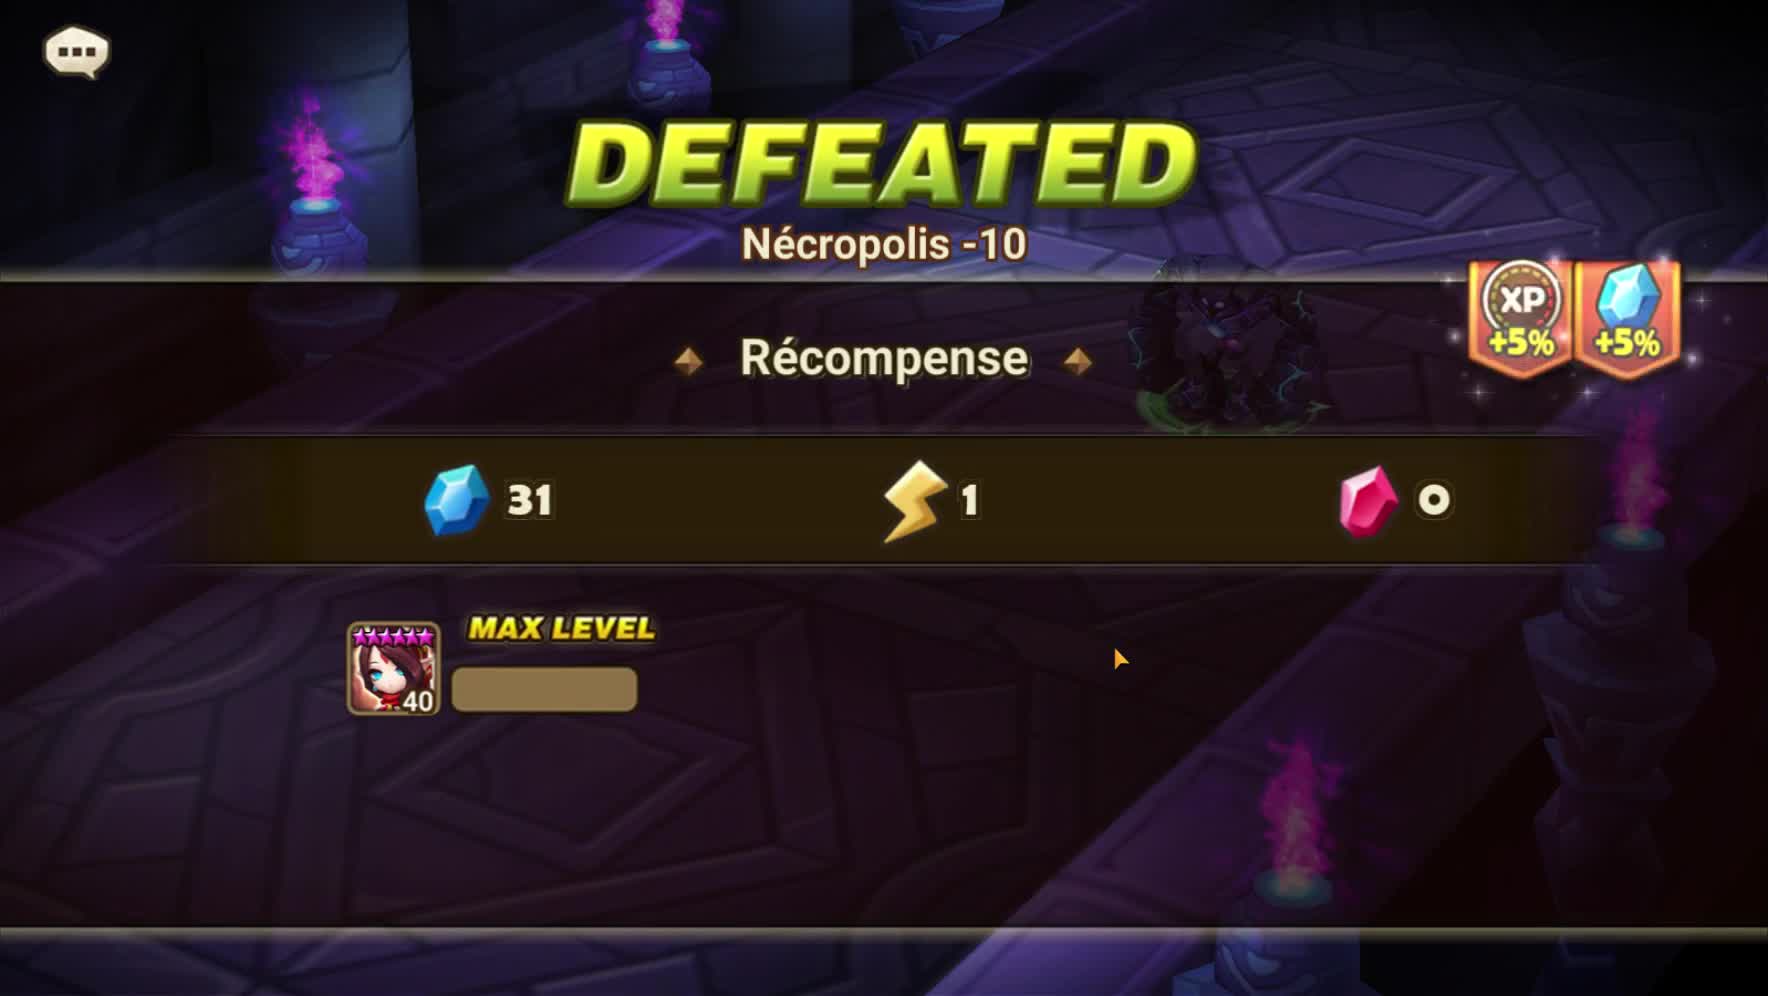 DEFEATED
Nécropolis -10
XP
+5%
+5%
Récompense
31
1
0
MAX LEVEL
40